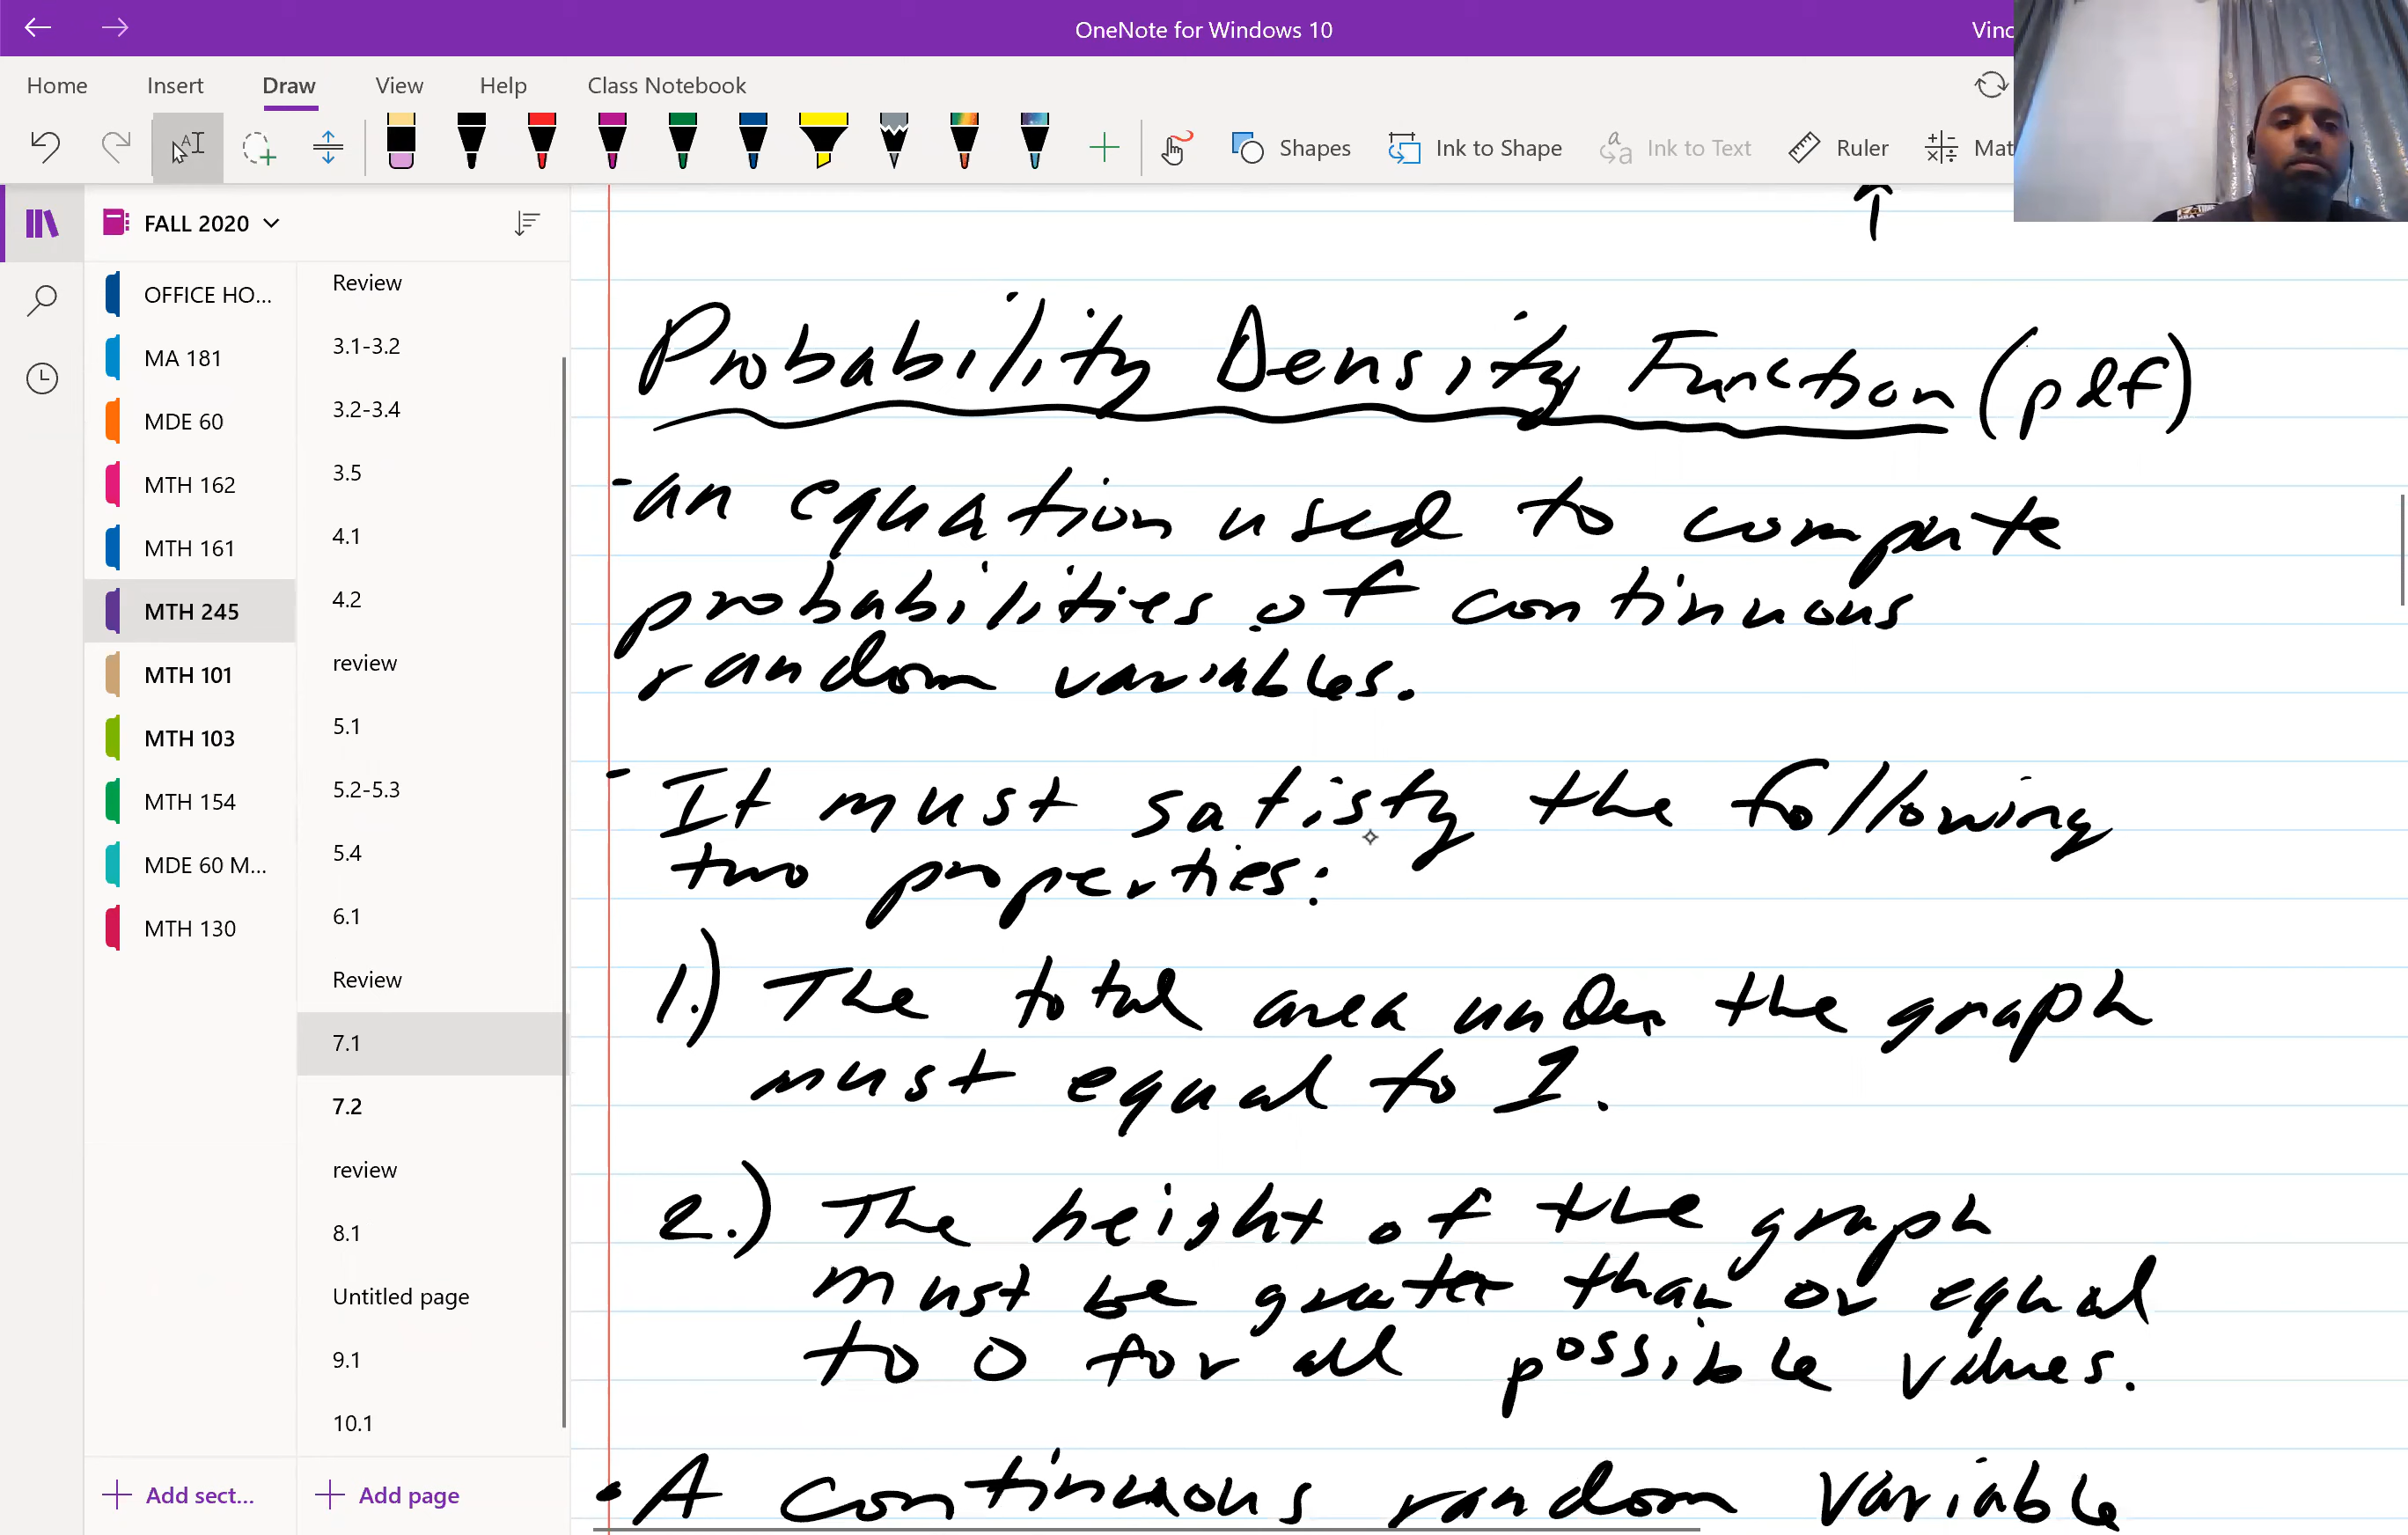 OneNote for Windows 10
Vinc
Home Insert Draw View Help Class Notebook
Shapes Ink to Shape Ink to Text Ruler Mat
FALL 2020
OFFICE HO...
MA 181
MDE 60
MTH 162
MTH 161
MTH 245
MTH 101
MTH 103
MTH 154
MDE 60 M...
MTH 130
Add sect...
Review
3.1-3.2
3.2-3.4
3.5
4.1
4.2
review
5.1
5.2-5.3
5.4
6.1
Review
7.1
7.2
review
8.1
Untitled page
9.1
10.1
Add page
Probability Density Function (pdf)
- an equation used to compute
probabilities of continuous
random variables.
- It must satisfy the following
two properties:
1.) The total area under the graph
must equal to 1.
2.) The height of the graph
must be greater than or equal
to 0 for all possible values.
• A continuous random variable